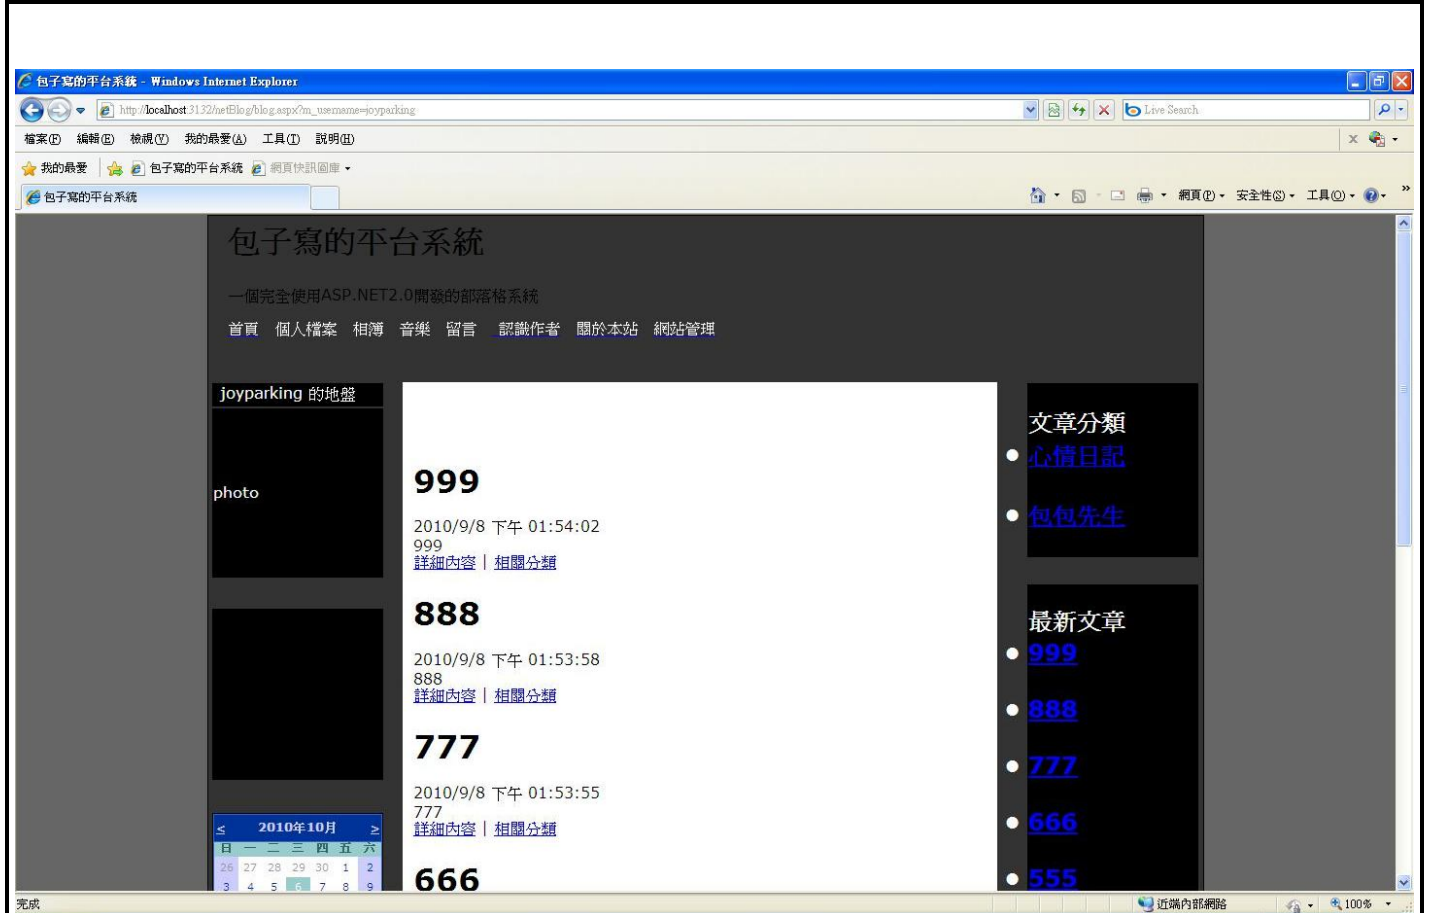 包子寫的平台系統 - Windows Internet Explorer
http://localhost:3132/netBlog/blog.aspx?m_username=joyparking
Live Search
檔案(F) 編輯(E) 檢視(V) 我的最愛(A) 工具(T) 說明(H)
我的最愛 包子寫的平台系統 網頁快訊圖庫
包子寫的平台系統
網頁(P) 安全性(S) 工具(O)
包子寫的平台系統
一個完全使用ASP.NET2.0開發的部落格系統
首頁 個人檔案 相簿 音樂 留言 認識作者 關於本站 網站管理
joyparking 的地盤
photo
2010年10月
日 一 二 三 四 五 六
26 27 28 29 30 1 2
3 4 5 6 7 8 9
999
2010/9/8 下午 01:54:02
999
詳細內容 | 相關分類
888
2010/9/8 下午 01:53:58
888
詳細內容 | 相關分類
777
2010/9/8 下午 01:53:55
777
詳細內容 | 相關分類
666
文章分類
心情日記
包包先生
最新文章
999
888
777
666
555
完成
近端內部網路
100%